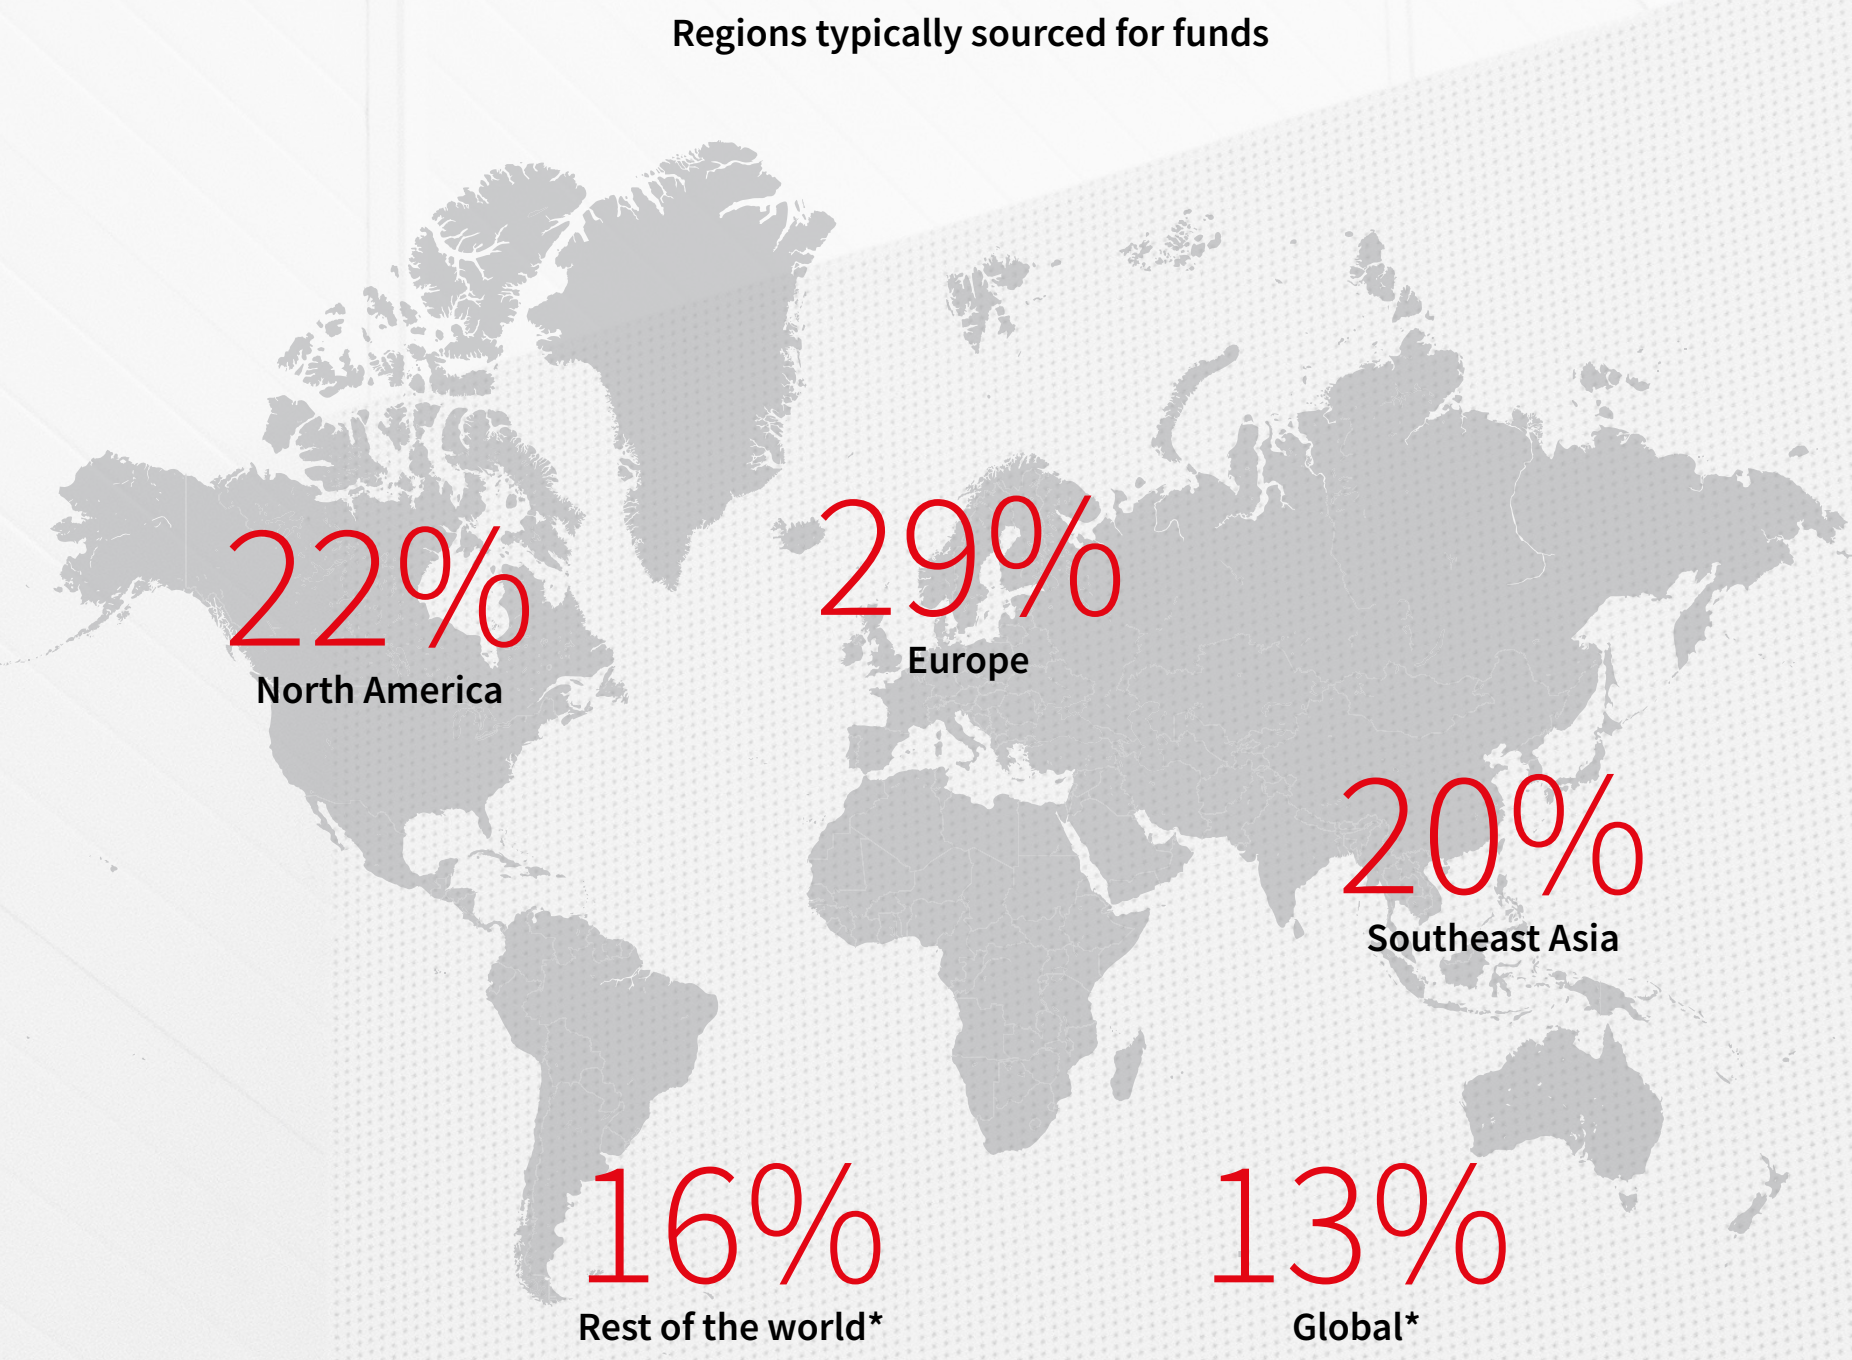 Regions typically sourced for funds
29%
Europe
22%
North America
20%
Southeast Asia
16%
Rest of the world*
13%
Global*